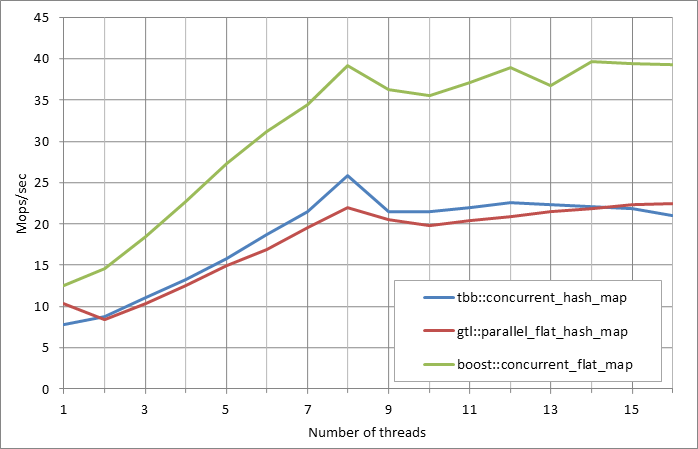 45
40
35
30
25
20
15
10
5
0
Mops/sec
tbb::concurrent_hash_map
gtl::parallel_flat_hash_map
boost::concurrent_flat_map
1 3 5 7 9 11 13 15
Number of threads